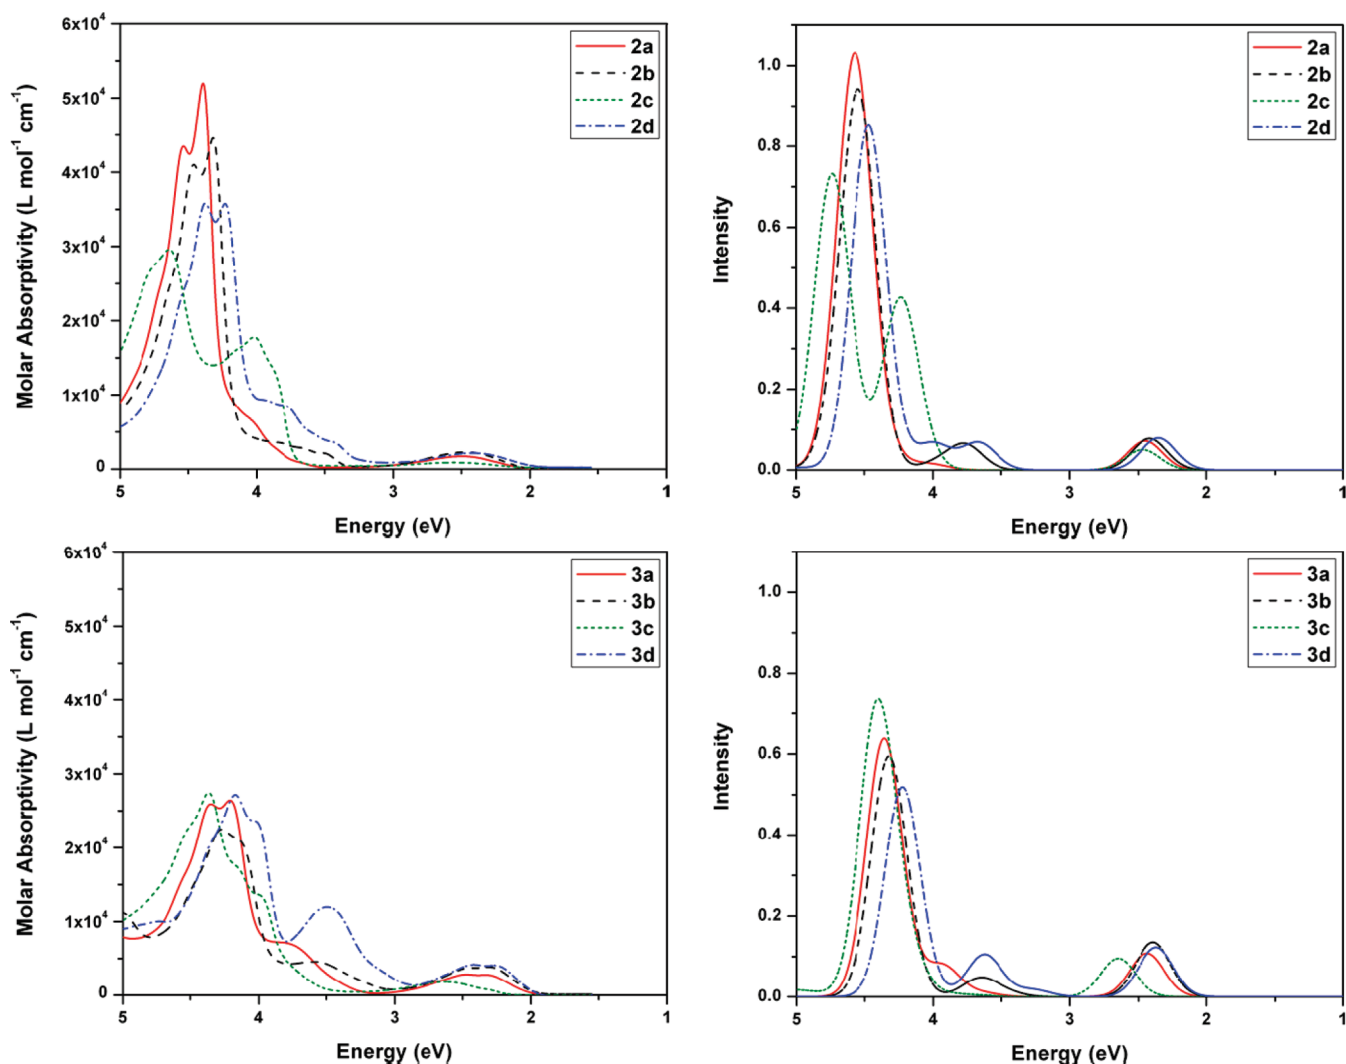 6x10⁴
5x10⁴
4x10⁴
3x10⁴
2x10⁴
1x10⁴
0
Molar Absorptivity (L mol⁻¹ cm⁻¹)
5 4 3 2 1
Energy (eV)
2a
2b
2c
2d
1.0
0.8
0.6
0.4
0.2
0.0
Intensity
5 4 3 2 1
Energy (eV)
2a
2b
2c
2d
6x10⁴
5x10⁴
4x10⁴
3x10⁴
2x10⁴
1x10⁴
0
Molar Absorptivity (L mol⁻¹ cm⁻¹)
5 4 3 2 1
Energy (eV)
3a
3b
3c
3d
1.0
0.8
0.6
0.4
0.2
0.0
Intensity
5 4 3 2 1
Energy (eV)
3a
3b
3c
3d